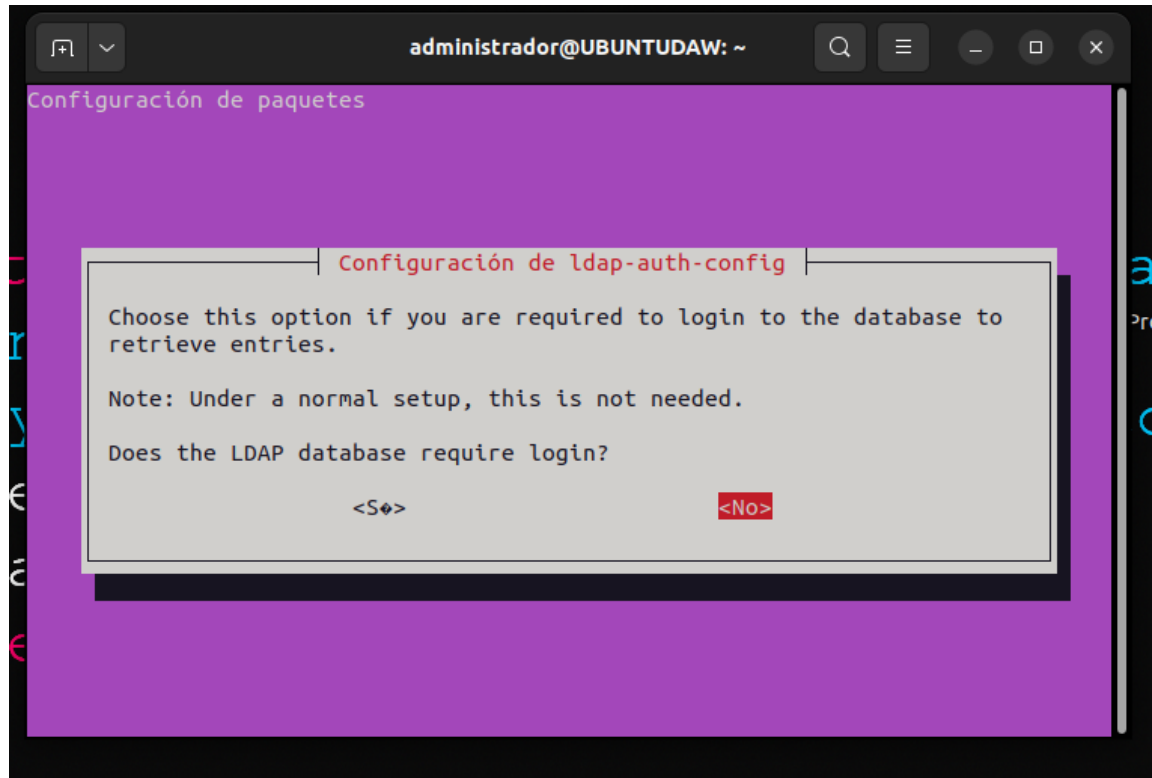 administrador@UBUNTUDAW: ~
Configuración de paquetes
Configuración de ldap-auth-config
Choose this option if you are required to login to the database to
retrieve entries.
Note: Under a normal setup, this is not needed.
Does the LDAP database require login?
<S�> <No>